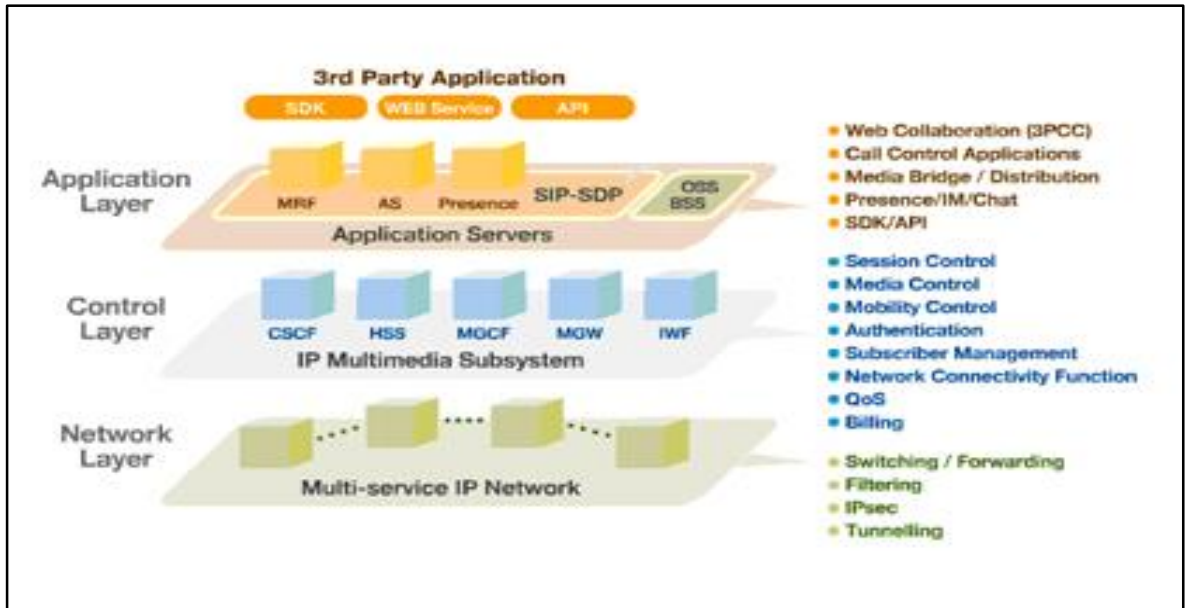 3rd Party Application
SDK
WEB Service
API
Application
Layer
MRF
AS
Presence
SIP-SDP
OSS
BSS
Application Servers
Web Collaboration (3PCC)
Call Control Applications
Media Bridge / Distribution
Presence/IM/Chat
SDK/API
Control
Layer
CSCF
HSS
MGCF
MGW
IWF
IP Multimedia Subsystem
Session Control
Media Control
Mobility Control
Authentication
Subscriber Management
Network Connectivity Function
QoS
Billing
Network
Layer
Multi-service IP Network
Switching / Forwarding
Filtering
IPsec
Tunnelling